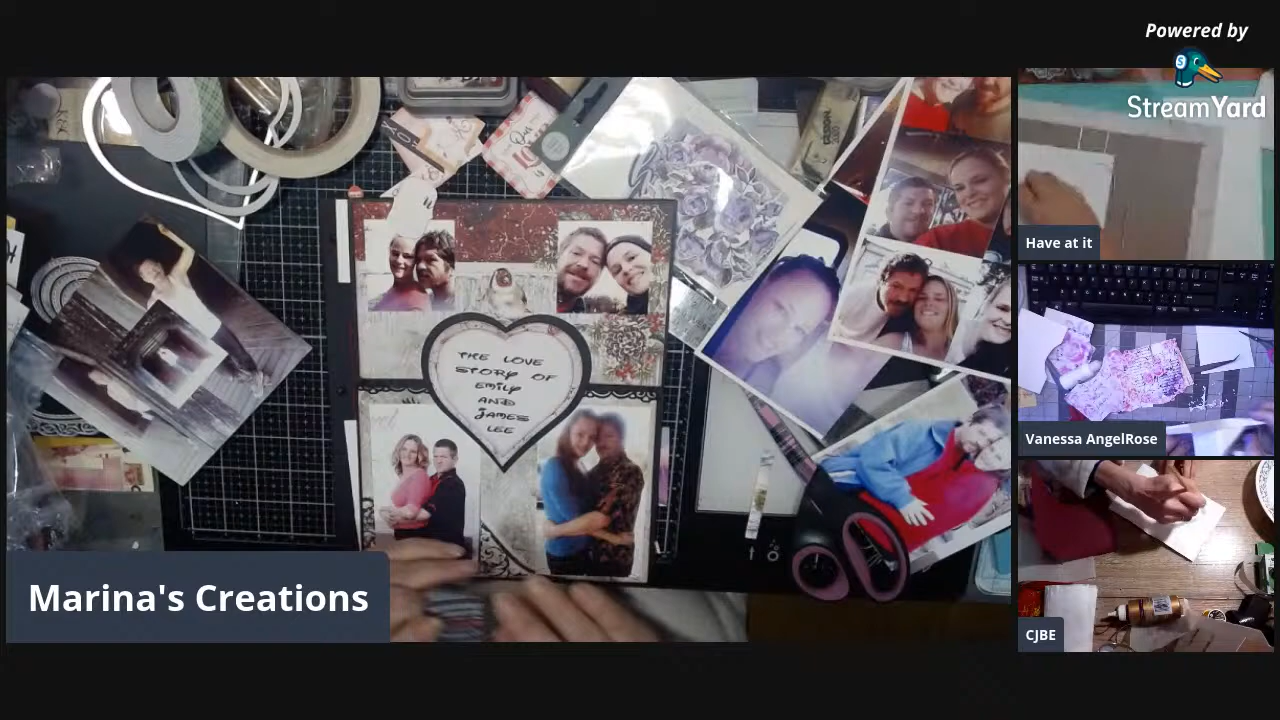 Powered by
StreamYard
THE LOVE
STORY OF
EMILY
AND
JAMES
LEE
Have at it
Vanessa AngelRose
Marina's Creations
CJBE